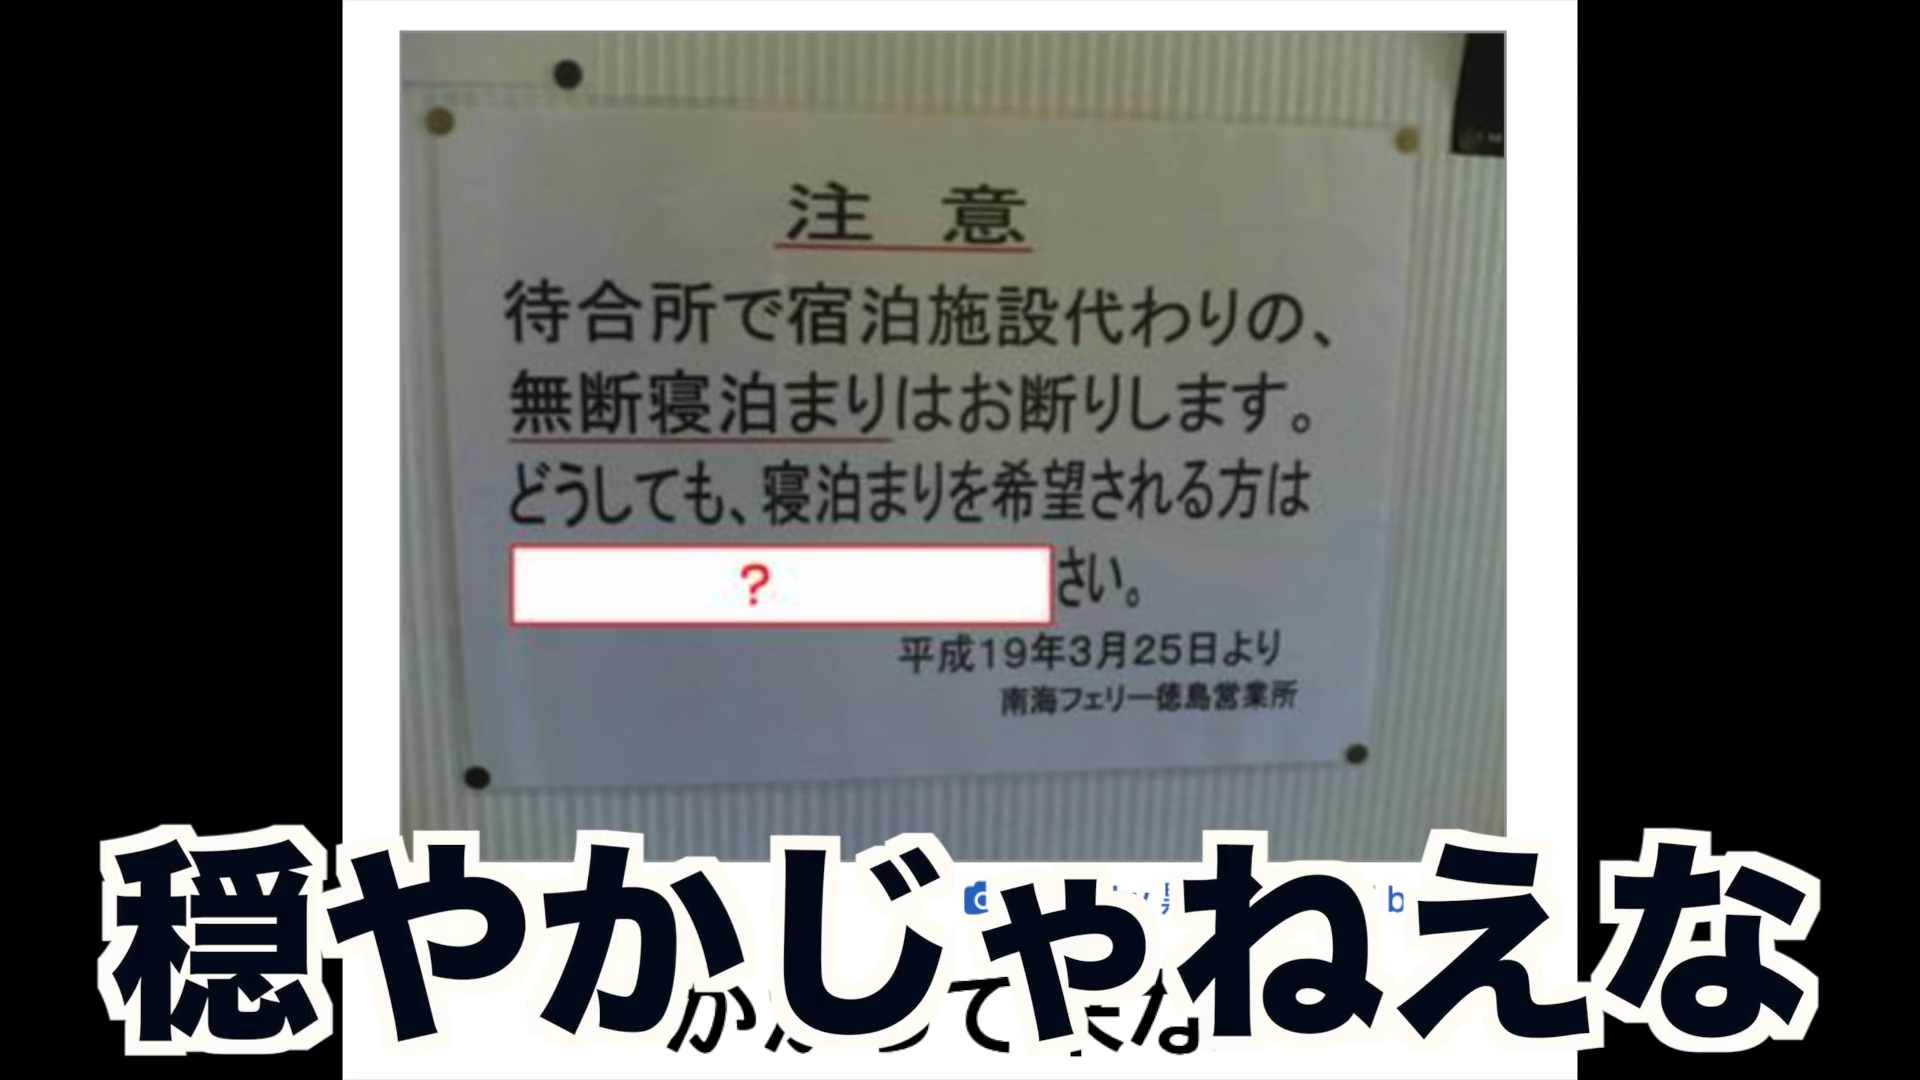 注 意
待合所で宿泊施設代わりの、
無断寝泊まりはお断りします。
どうしても、寝泊まりを希望される方は
？
さい。
平成19年3月25日より
南海フェリー徳島営業所
穏やかじゃねえな